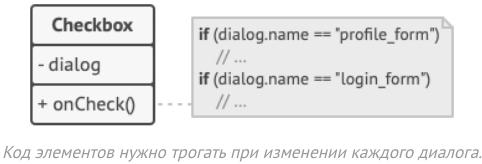 Checkbox
- dialog
+ onCheck()
if (dialog.name == "profile_form")
// ...
if (dialog.name == "login_form")
// ...
Код элементов нужно трогать при изменении каждого диалога.